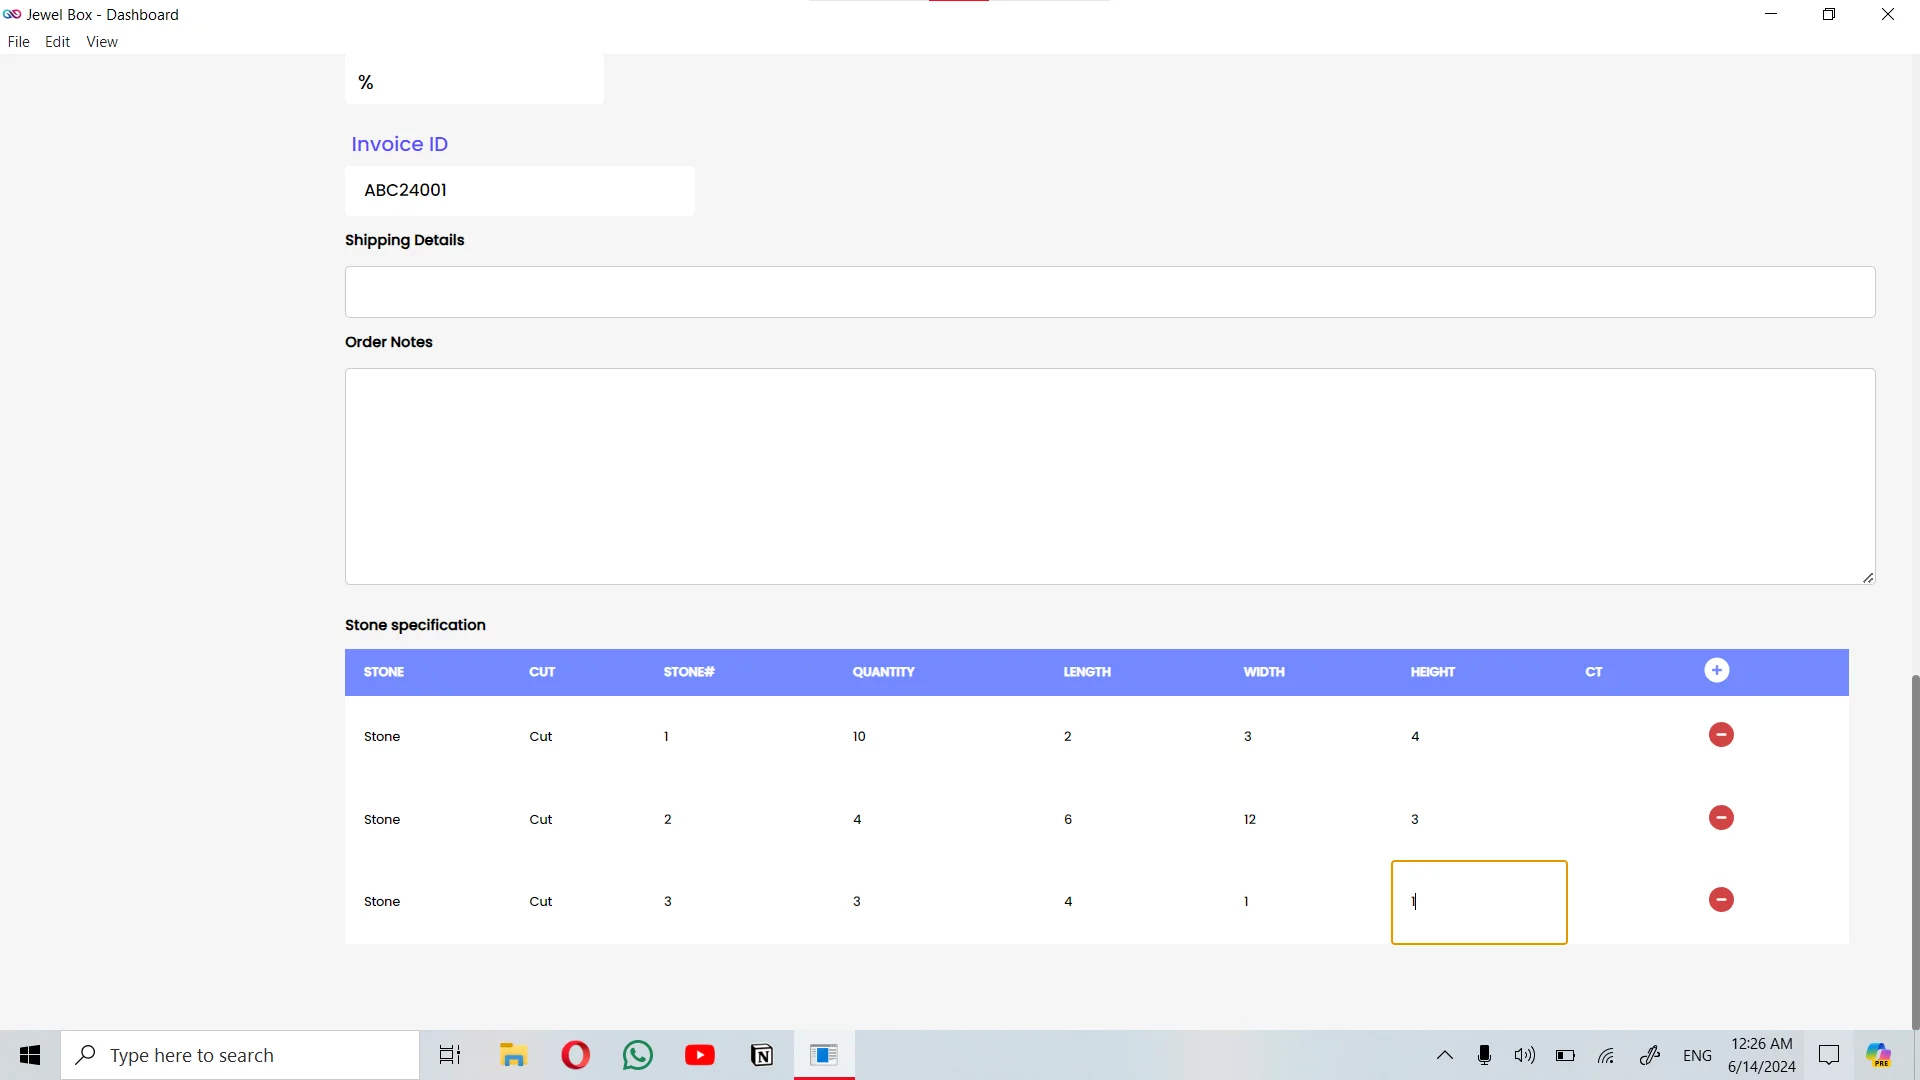 Jewel Box - Dashboard
File Edit View
%
Invoice ID
ABC24001
Shipping Details
Order Notes
Stone specification
STONE CUT STONE# QUANTITY LENGTH WIDTH HEIGHT CT
Stone Cut 1 10 2 3 4
Stone Cut 2 4 6 12 3
Stone Cut 3 3 4 1 1
Type here to search
ENG
12:26 AM
6/14/2024
PRE